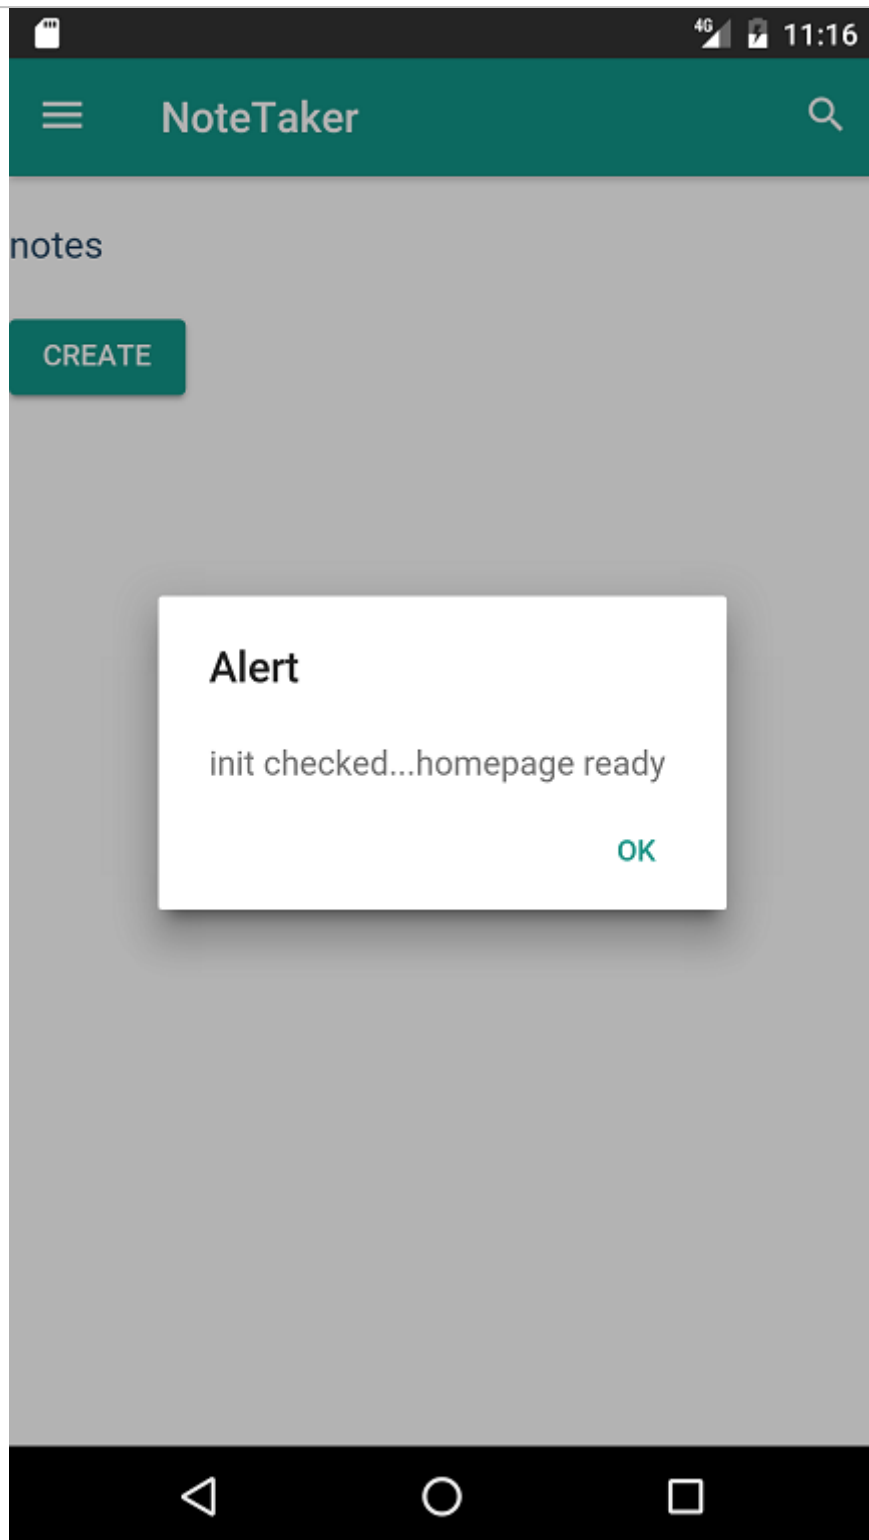 4G 11:16
NoteTaker
notes
CREATE
Alert
init checked...homepage ready
OK